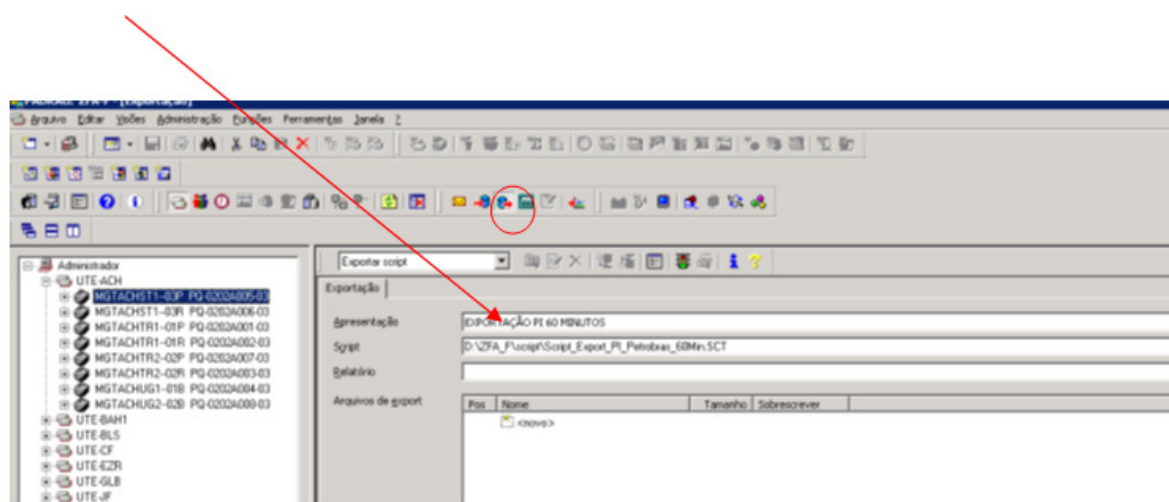 PADRÃO: ZFA-F - [Exportação]
Arquivo Editar Visões Administração Funções Ferramentas Janela ?
Administrador
UTE-ACH
MGTACHST1-03P PQ-0202A005-03
MGTACHST1-03R PQ-0202A006-03
MGTACHTR1-01P PQ-0202A001-03
MGTACHTR1-01R PQ-0202A002-03
MGTACHTR2-02P PQ-0202A007-03
MGTACHTR2-02R PQ-0202A003-03
MGTACHUG1-01B PQ-0202A004-03
MGTACHUG2-02B PQ-0202A008-03
UTE-BAH1
UTE-BLS
UTE-CF
UTE-EZR
UTE-GLB
UTE-JF
Exportar script
Exportação
Apresentação EXPORTAÇÃO PI 60 MINUTOS
Script D:\ZFA_F\script\Script_Export_PI_Petrobras_60Min.SCT
Relatório
Arquivos de export Pos Nome Tamanho Sobrescrever
<novo>